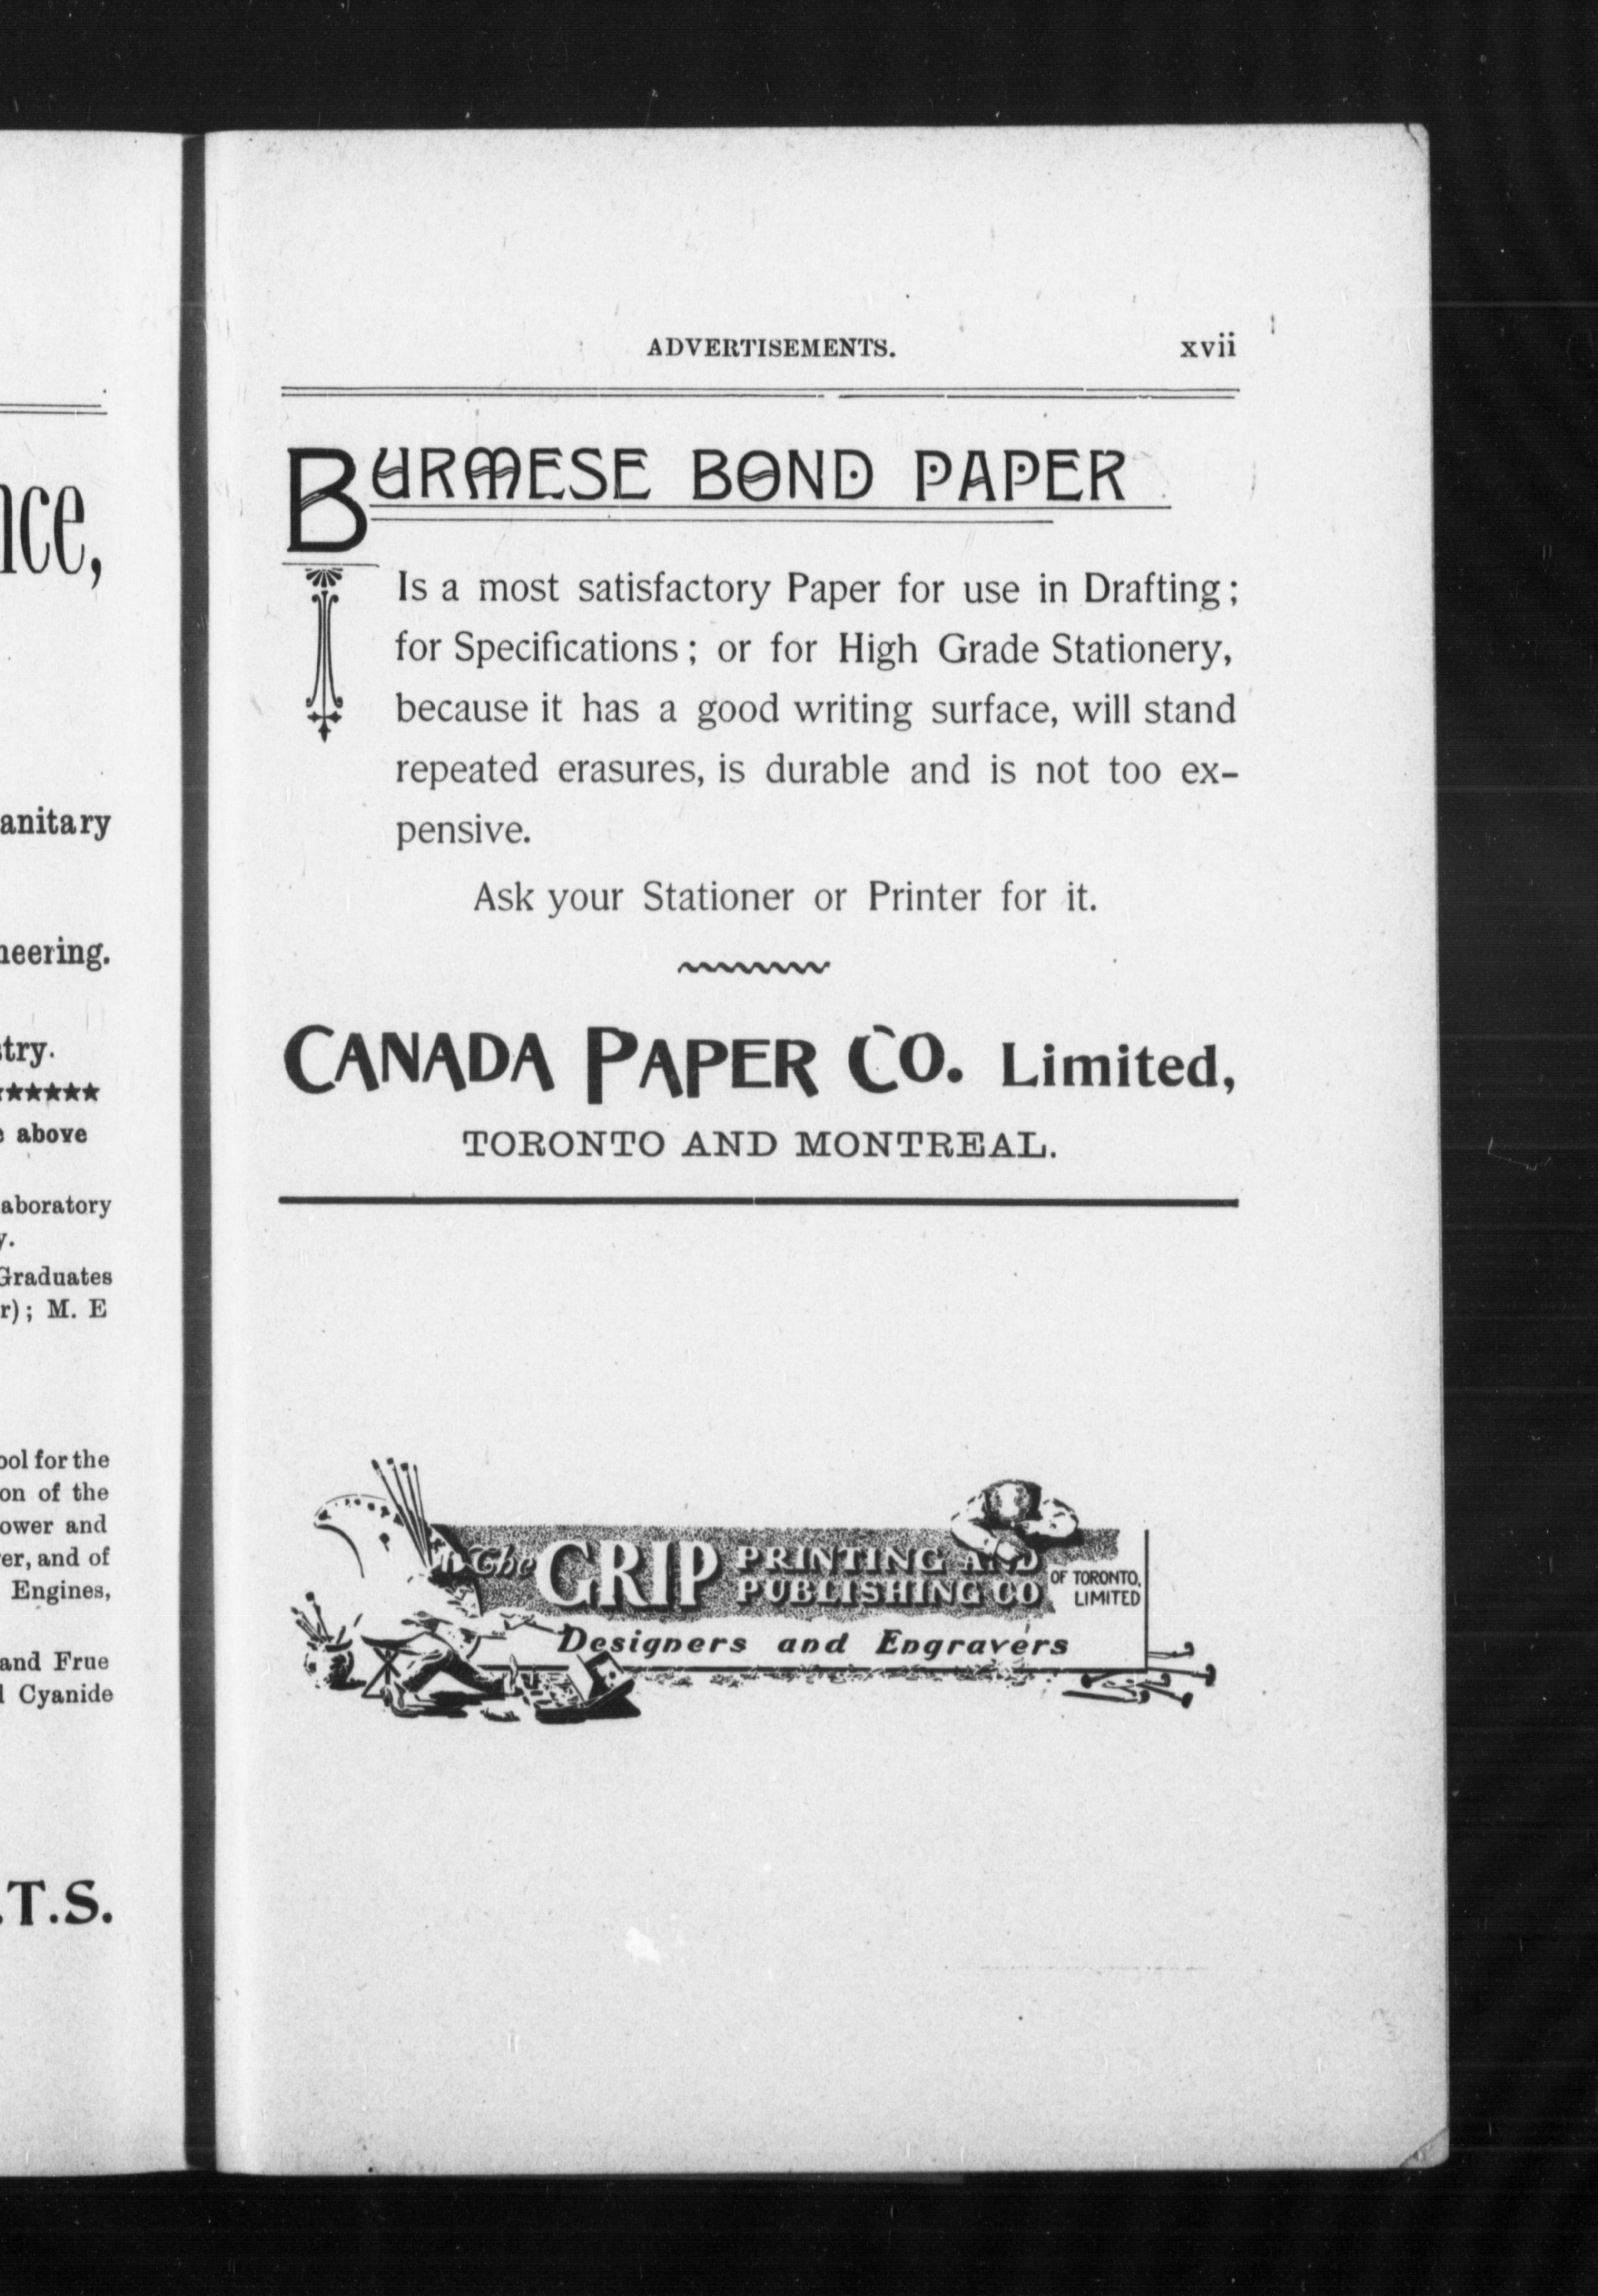 nce,
anitary
neering.
try.
★★★★★
above
aboratory
y.
Graduates
r); M. E
ool for the
on of the
ower and
er, and of
Engines,
and Frue
Cyanide
.T.S.
ADVERTISEMENTS. xvii
BURMESE BOND PAPER
Is a most satisfactory Paper for use in Drafting;
for Specifications; or for High Grade Stationery,
because it has a good writing surface, will stand
repeated erasures, is durable and is not too ex-
pensive.
Ask your Stationer or Printer for it.
CANADA PAPER CO. Limited,
TORONTO AND MONTREAL.
The GRIP PRINTING AND
PUBLISHING CO OF TORONTO,
LIMITED
Designers and Engravers